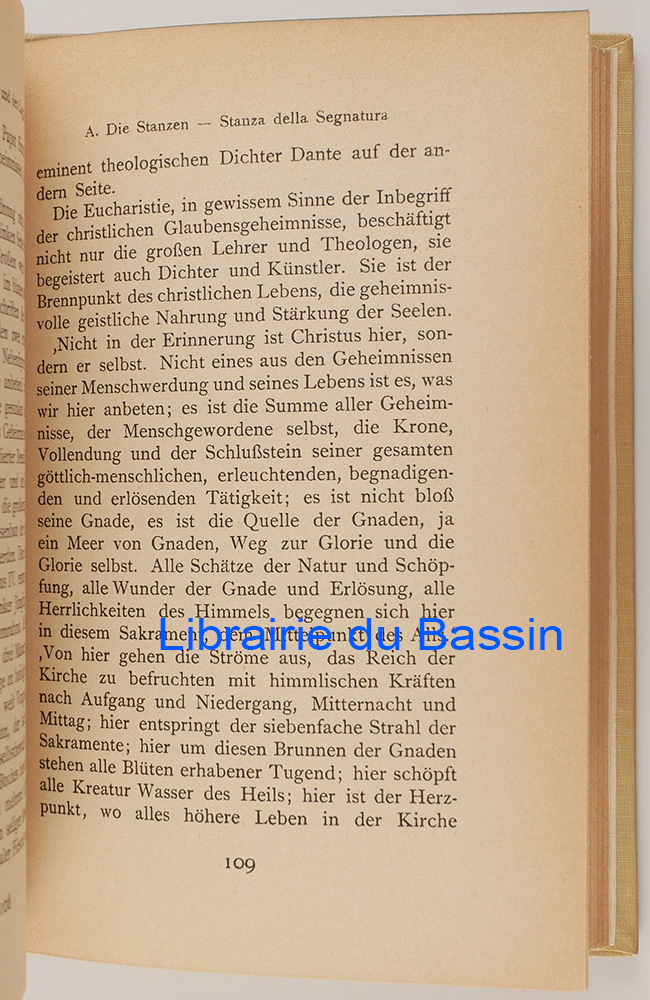 A. Die Stanzen — Stanza della Segnatura
eminent theologischen Dichter Dante auf der an-
dern Seite.
Die Eucharistie, in gewissem Sinne der Inbegriff
der christlichen Glaubensgeheimnisse, beschäftigt
nicht nur die großen Lehrer und Theologen, sie
begeistert auch Dichter und Künstler. Sie ist der
Brennpunkt des christlichen Lebens, die geheimnis-
volle geistliche Nahrung und Stärkung der Seelen.
‚Nicht in der Erinnerung ist Christus hier, son-
dern er selbst. Nicht eines aus den Geheimnissen
seiner Menschwerdung und seines Lebens ist es, was
wir hier anbeten; es ist die Summe aller Geheim-
nisse, der Menschgewordene selbst, die Krone,
Vollendung und der Schlußstein seiner gesamten
göttlich-menschlichen, erleuchtenden, begnadigen-
den und erlösenden Tätigkeit; es ist nicht bloß
seine Gnade, es ist die Quelle der Gnaden, ja
ein Meer von Gnaden, Weg zur Glorie und die
Glorie selbst. Alle Schätze der Natur und Schöp-
fung, alle Wunder der Gnade und Erlösung, alle
Herrlichkeiten des Himmels begegnen sich hier
in diesem Sakrament, dem Mittelpunkt des Alls.
Librairie du Bassin
‚Von hier gehen die Ströme aus, das Reich der
Kirche zu befruchten mit himmlischen Kräften
nach Aufgang und Niedergang, Mitternacht und
Mittag; hier entspringt der siebenfache Strahl der
Sakramente; hier um diesen Brunnen der Gnaden
stehen alle Blüten erhabener Tugend; hier schöpft
alle Kreatur Wasser des Heils; hier ist der Herz-
punkt, wo alles höhere Leben in der Kirche
109